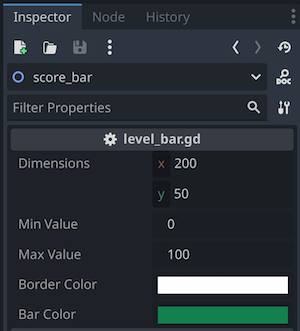 Inspector Node History
score_bar
DOC
Filter Properties
level_bar.gd
Dimensions x 200
y 50
Min Value 0
Max Value 100
Border Color
Bar Color